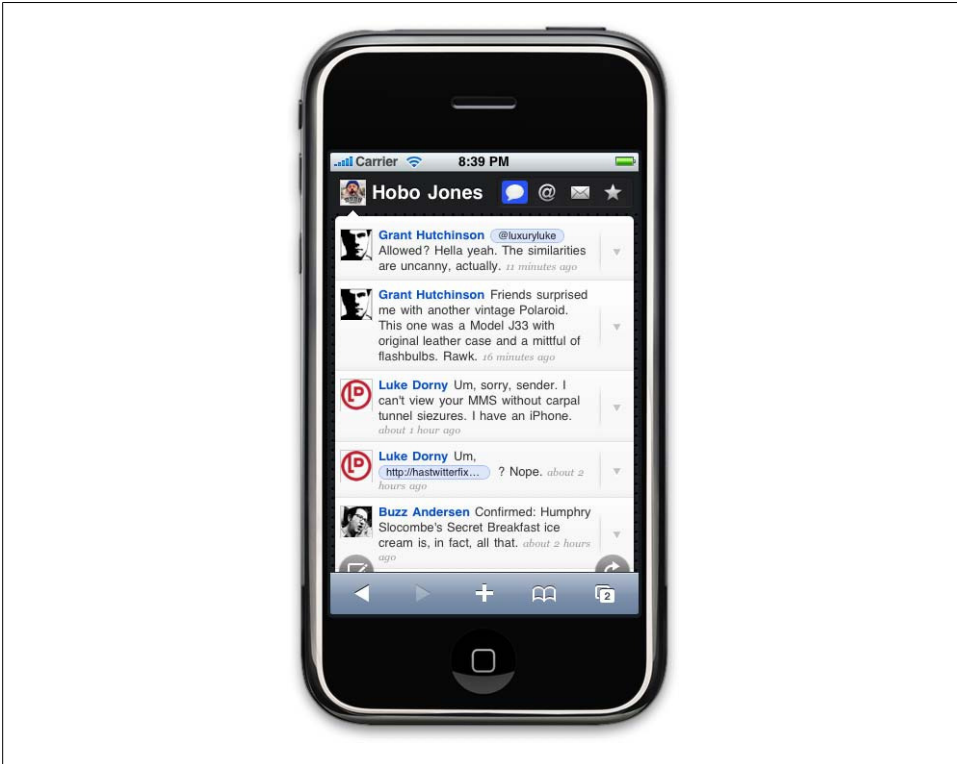 Carrier 8:39 PM
Hobo Jones @
Grant Hutchinson @luxuryluke
Allowed? Hella yeah. The similarities
are uncanny, actually. 11 minutes ago
Grant Hutchinson Friends surprised
me with another vintage Polaroid.
This one was a Model J33 with
original leather case and a mittful of
flashbulbs. Rawk. 16 minutes ago
Luke Dorny Um, sorry, sender. I
can't view your MMS without carpal
tunnel siezures. I have an iPhone.
about 1 hour ago
Luke Dorny Um,
http://hastwitterfix... ? Nope. about 2
hours ago
Buzz Andersen Confirmed: Humphry
Slocombe's Secret Breakfast ice
cream is, in fact, all that. about 2 hours
ago
2